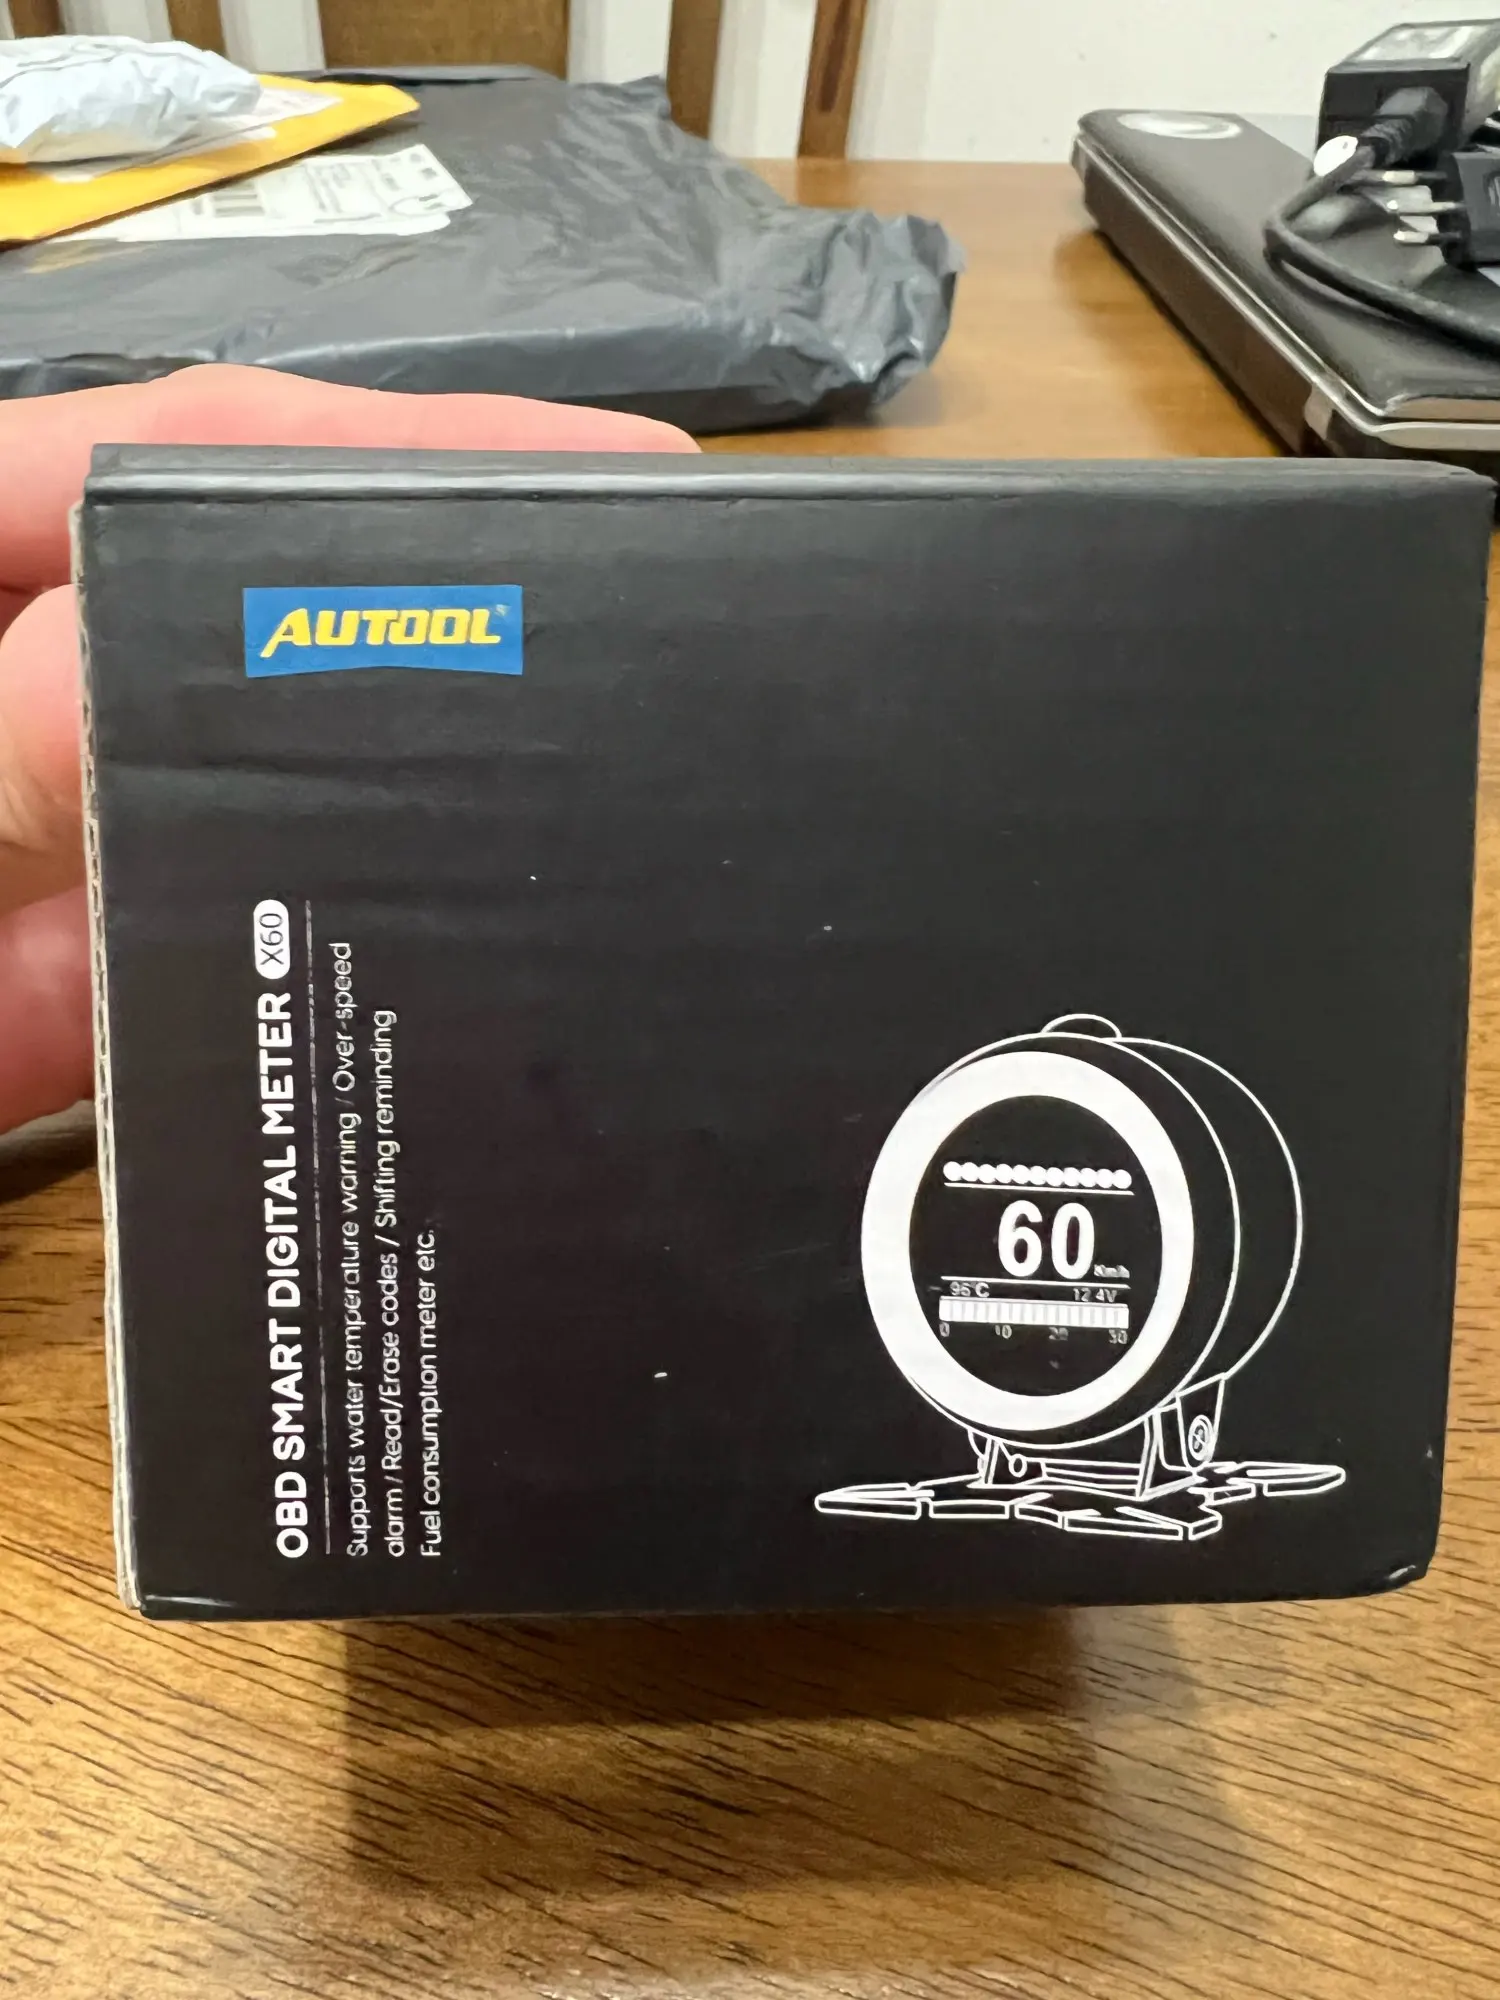 AUTOOL
OBD SMART DIGITAL METER X60
Supports water temperature warning / Over-speed
alarm / Read/Erase codes / Shifting reminding
Fuel consumption meter etc.
60 Km/h
95°C 12.4V
0 10 20 30